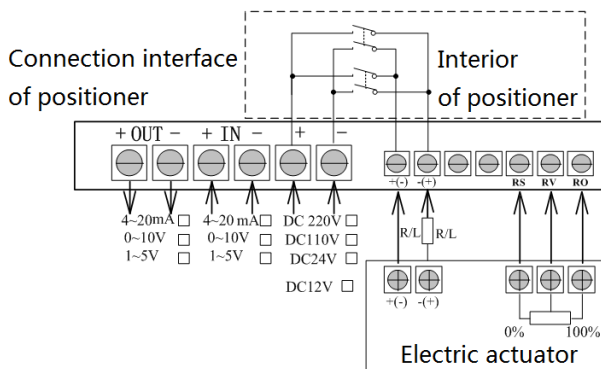 Connection interface
of positioner
Interior
of positioner
+ OUT − + IN − + −
+(-) -(+) RS RV RO
4~20mA 4~20 mA DC 220V
0~10V 0~10V DC110V
1~5V 1~5V DC24V
DC12V
R/L R/L
+(-) -(+)
0% 100%
Electric actuator